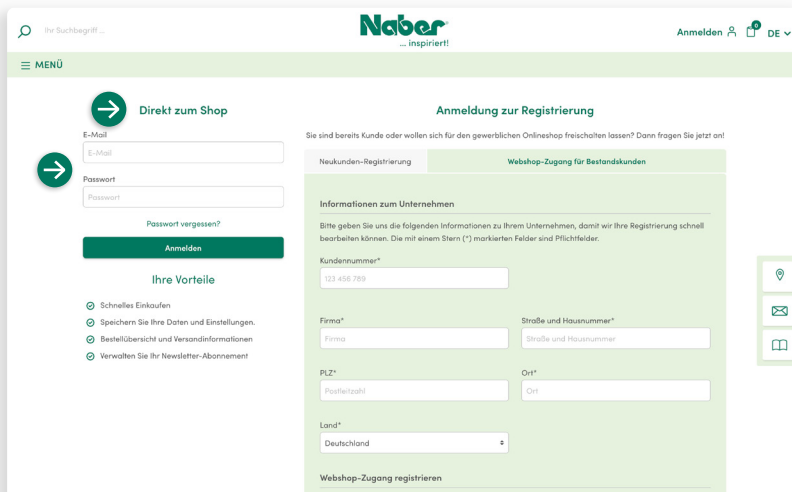 Ihr Suchbegriff ...
Naber®
... inspiriert!
Anmelden
0
DE
MENÜ
Direkt zum Shop
E-Mail
E-Mail
Passwort
Passwort
Passwort vergessen?
Anmelden
Ihre Vorteile
Schnelles Einkaufen
Speichern Sie Ihre Daten und Einstellungen.
Bestellübersicht und Versandinformationen
Verwalten Sie Ihr Newsletter-Abonnement
Anmeldung zur Registrierung
Sie sind bereits Kunde oder wollen sich für den gewerblichen Onlineshop freischalten lassen? Dann fragen Sie jetzt an!
Neukunden-Registrierung
Webshop-Zugang für Bestandskunden
Informationen zum Unternehmen
Bitte geben Sie uns die folgenden Informationen zu Ihrem Unternehmen, damit wir Ihre Registrierung schnell
bearbeiten können. Die mit einem Stern (*) markierten Felder sind Pflichtfelder.
Kundennummer*
123 456 789
Firma*
Firma
Straße und Hausnummer*
Straße und Hausnummer
PLZ*
Postleitzahl
Ort*
Ort
Land*
Deutschland
Webshop-Zugang registrieren